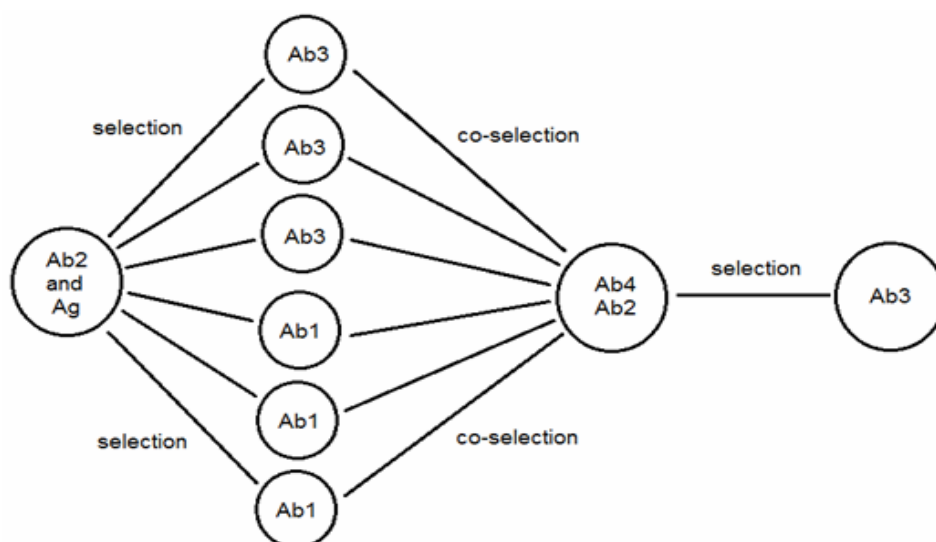 Ab3
selection
co-selection
Ab3
Ab3
Ab2
and
Ag
selection
Ab4
Ab2
Ab3
Ab1
Ab1
selection
co-selection
Ab1